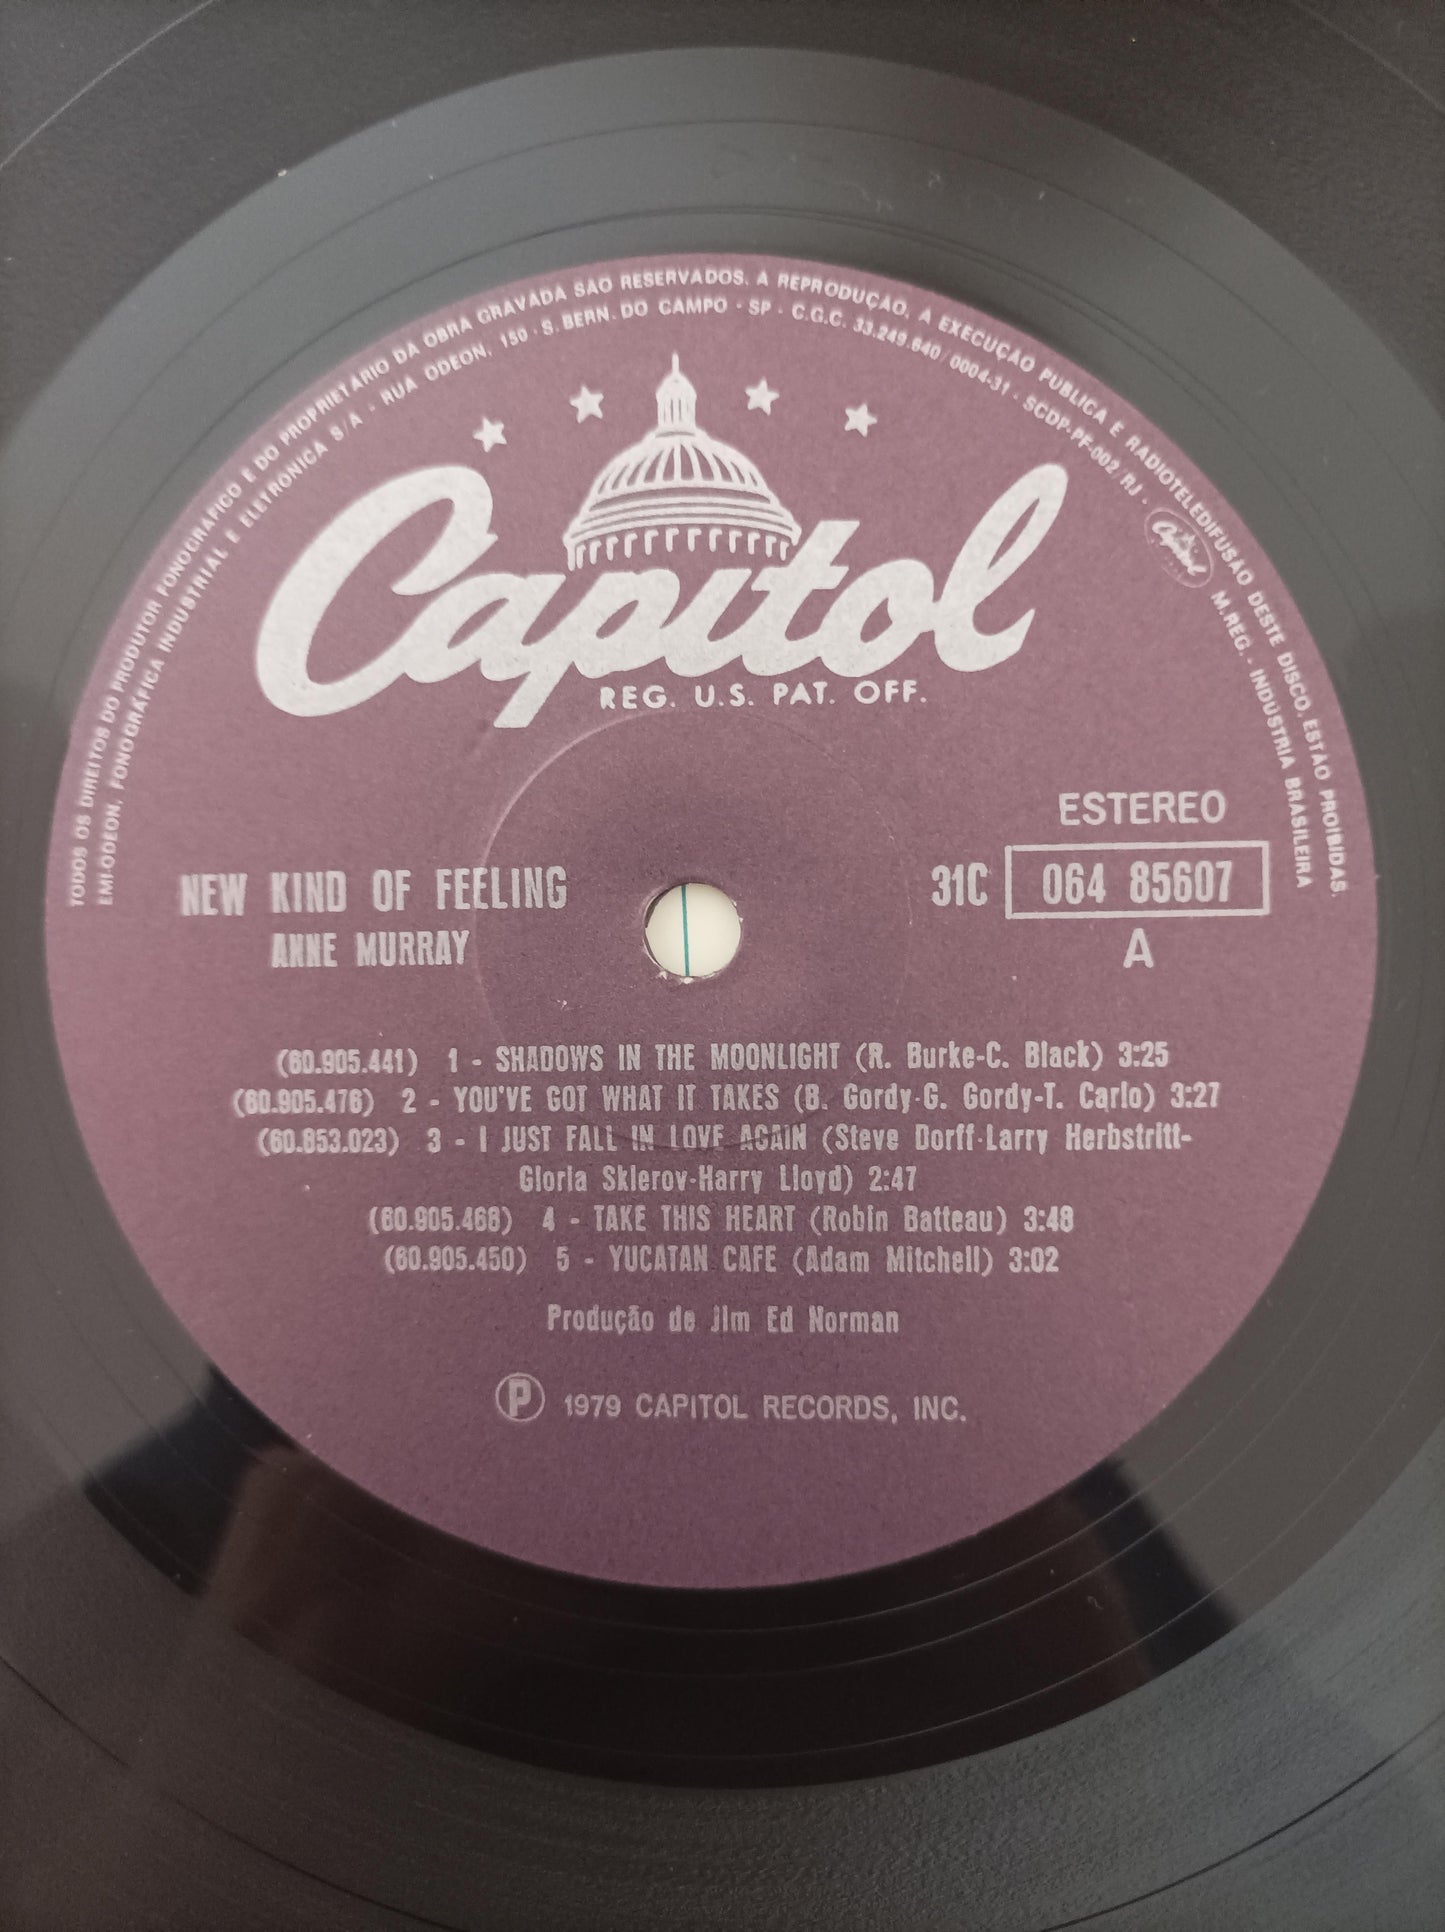 TODOS OS DIREITOS DO PRODUTOR FONOGRÁFICO E DO PROPRIETÁRIO DA OBRA GRAVADA SÃO RESERVADOS. A REPRODUÇÃO, A EXECUÇÃO PUBLICA E RADIOTELEDIFUSÃO DESTE DISCO, ESTÃO PROIBIDAS.
EMI-ODEON, FONOGRÁFICA INDUSTRIAL E ELETRÔNICA S/A - RUA ODEON, 150 - S. BERN. DO CAMPO - SP - C.G.C. 33.249.640/0004-31 - SCDP-PF-002/RJ - Capitol M.REG. - INDÚSTRIA BRASILEIRA
Capitol
REG. U.S. PAT. OFF.
ESTEREO
NEW KIND OF FEELING 31C 064 85607
ANNE MURRAY A
(60.905.441) 1 - SHADOWS IN THE MOONLIGHT (R. Burke-C. Black) 3:25
(60.905.476) 2 - YOU'VE GOT WHAT IT TAKES (B. Gordy-G. Gordy-T. Carlo) 3:27
(60.853.023) 3 - I JUST FALL IN LOVE AGAIN (Steve Dorff-Larry Herbstritt-
Gloria Sklerov-Harry Lloyd) 2:47
(60.905.468) 4 - TAKE THIS HEART (Robin Batteau) 3:48
(60.905.450) 5 - YUCATAN CAFE (Adam Mitchell) 3:02
Produção de Jim Ed Norman
Ⓟ 1979 CAPITOL RECORDS, INC.